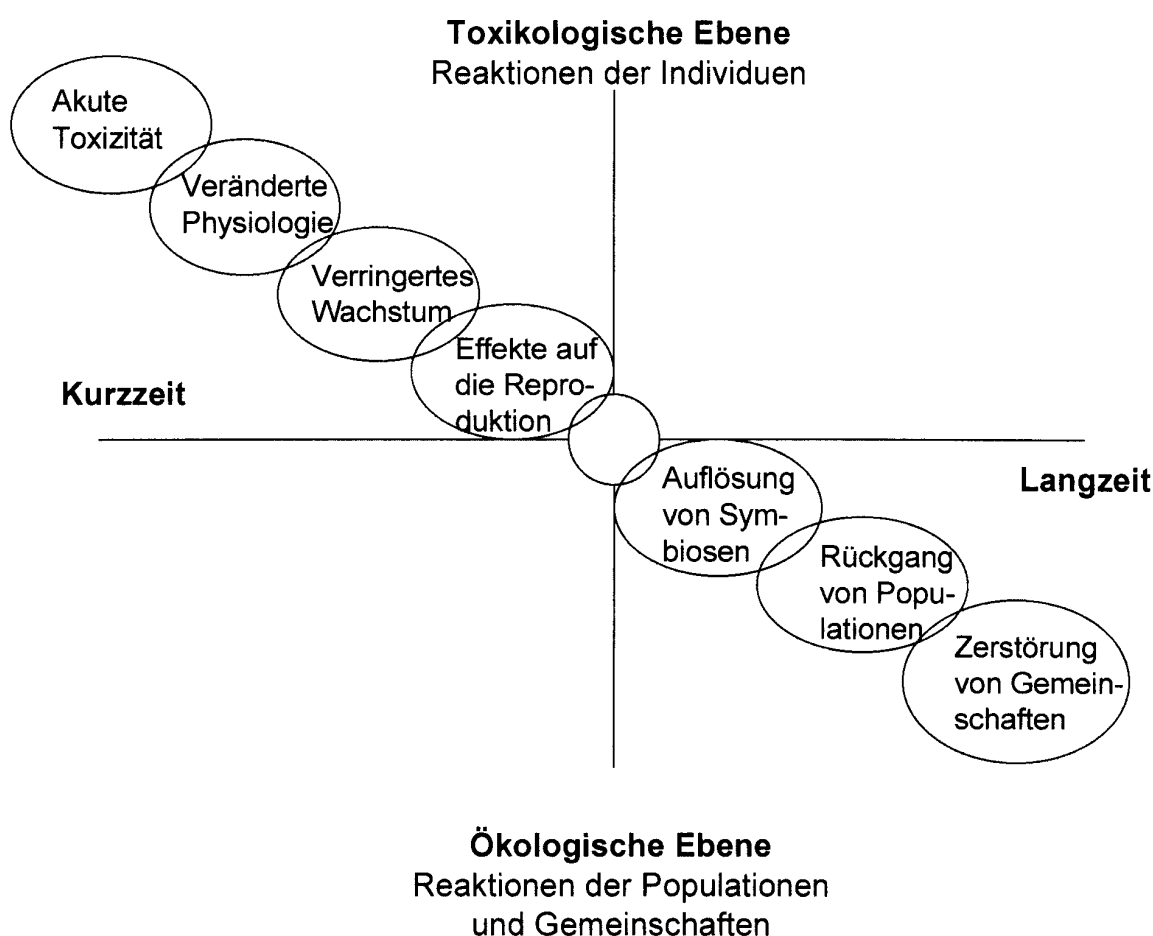 Toxikologische Ebene
Reaktionen der Individuen
Akute
Toxizität
Veränderte
Physiologie
Verringertes
Wachstum
Effekte auf
die Repro-
duktion
Kurzzeit
Langzeit
Auflösung
von Sym-
biosen
Rückgang
von Popu-
lationen
Zerstörung
von Gemein-
schaften
Ökologische Ebene
Reaktionen der Populationen
und Gemeinschaften